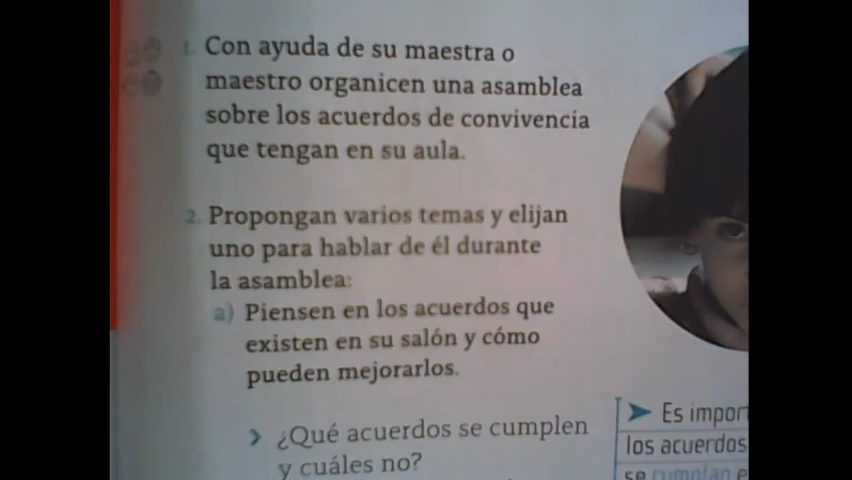 1. Con ayuda de su maestra o
maestro organicen una asamblea
sobre los acuerdos de convivencia
que tengan en su aula.
2. Propongan varios temas y elijan
uno para hablar de él durante
la asamblea:
a) Piensen en los acuerdos que
existen en su salón y cómo
pueden mejorarlos.
¿Qué acuerdos se cumplen
y cuáles no?
Es impor
los acuerdos
se cumplan e